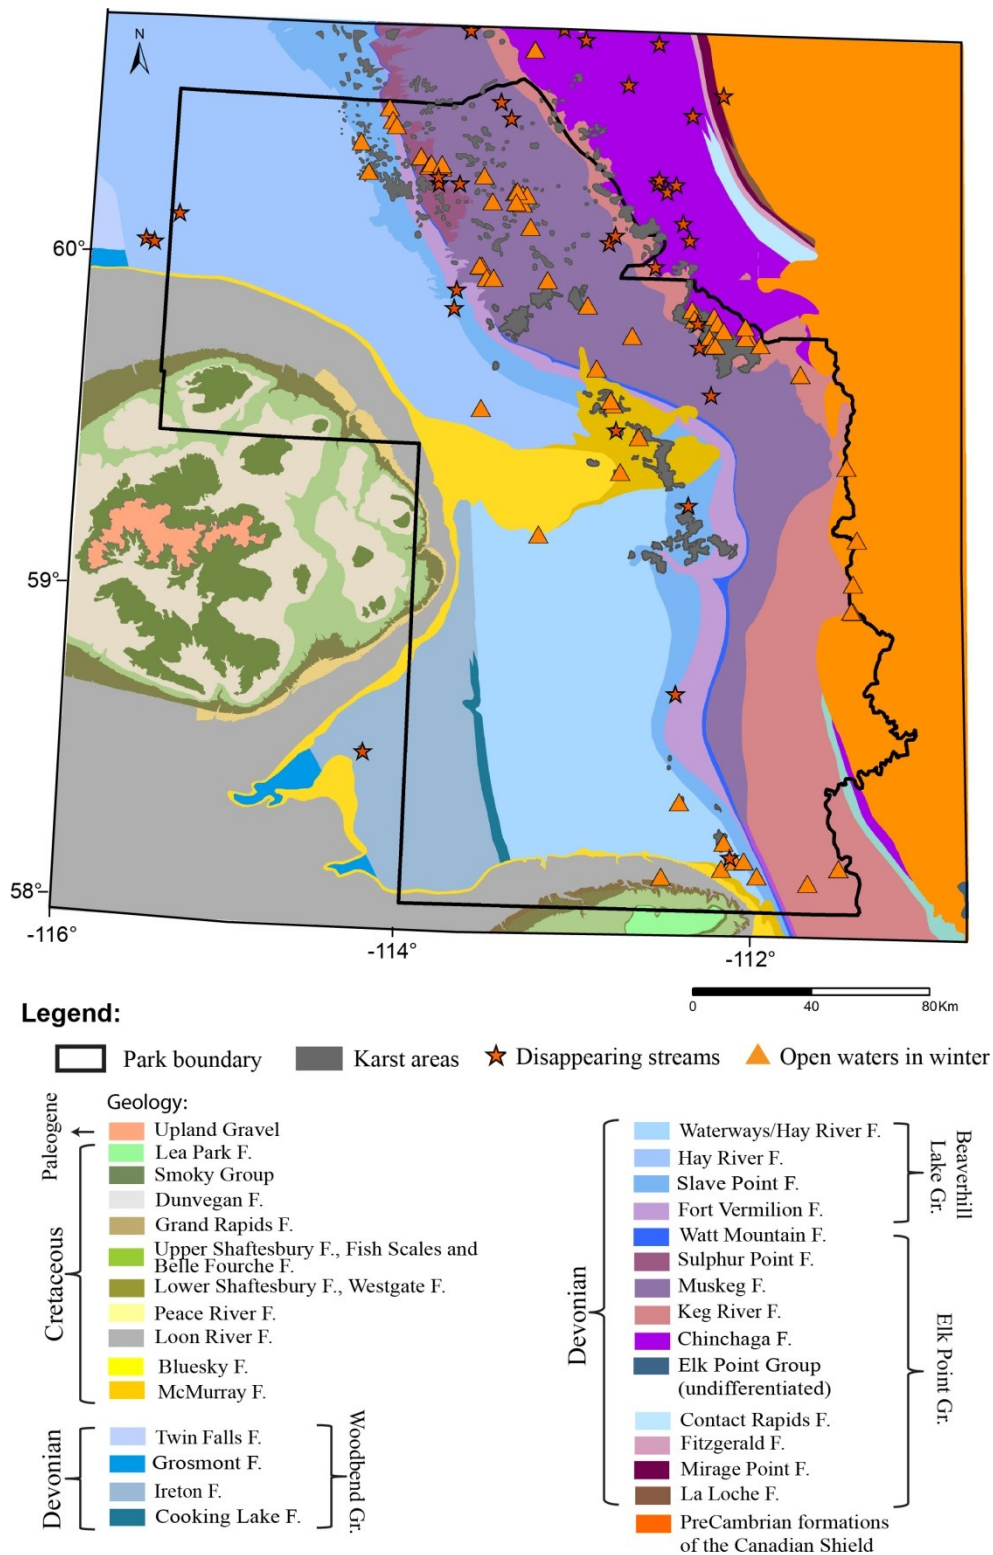 N
60°
59°
58°
-116°
-114°
-112°
0 40 80Km
Legend:
Park boundary
Karst areas
Disappearing streams
Open waters in winter
Geology:
Paleogene
Upland Gravel
Cretaceous
Lea Park F.
Smoky Group
Dunvegan F.
Grand Rapids F.
Upper Shaftesbury F., Fish Scales and
Belle Fourche F.
Lower Shaftesbury F., Westgate F.
Peace River F.
Loon River F.
Bluesky F.
McMurray F.
Devonian
Twin Falls F.
Grosmont F.
Ireton F.
Cooking Lake F.
Woodbend Gr.
Devonian
Waterways/Hay River F.
Hay River F.
Slave Point F.
Fort Vermilion F.
Beaverhill
Lake Gr.
Watt Mountain F.
Sulphur Point F.
Muskeg F.
Keg River F.
Chinchaga F.
Elk Point Group
(undifferentiated)
Contact Rapids F.
Fitzgerald F.
Mirage Point F.
La Loche F.
Elk Point Gr.
PreCambrian formations
of the Canadian Shield